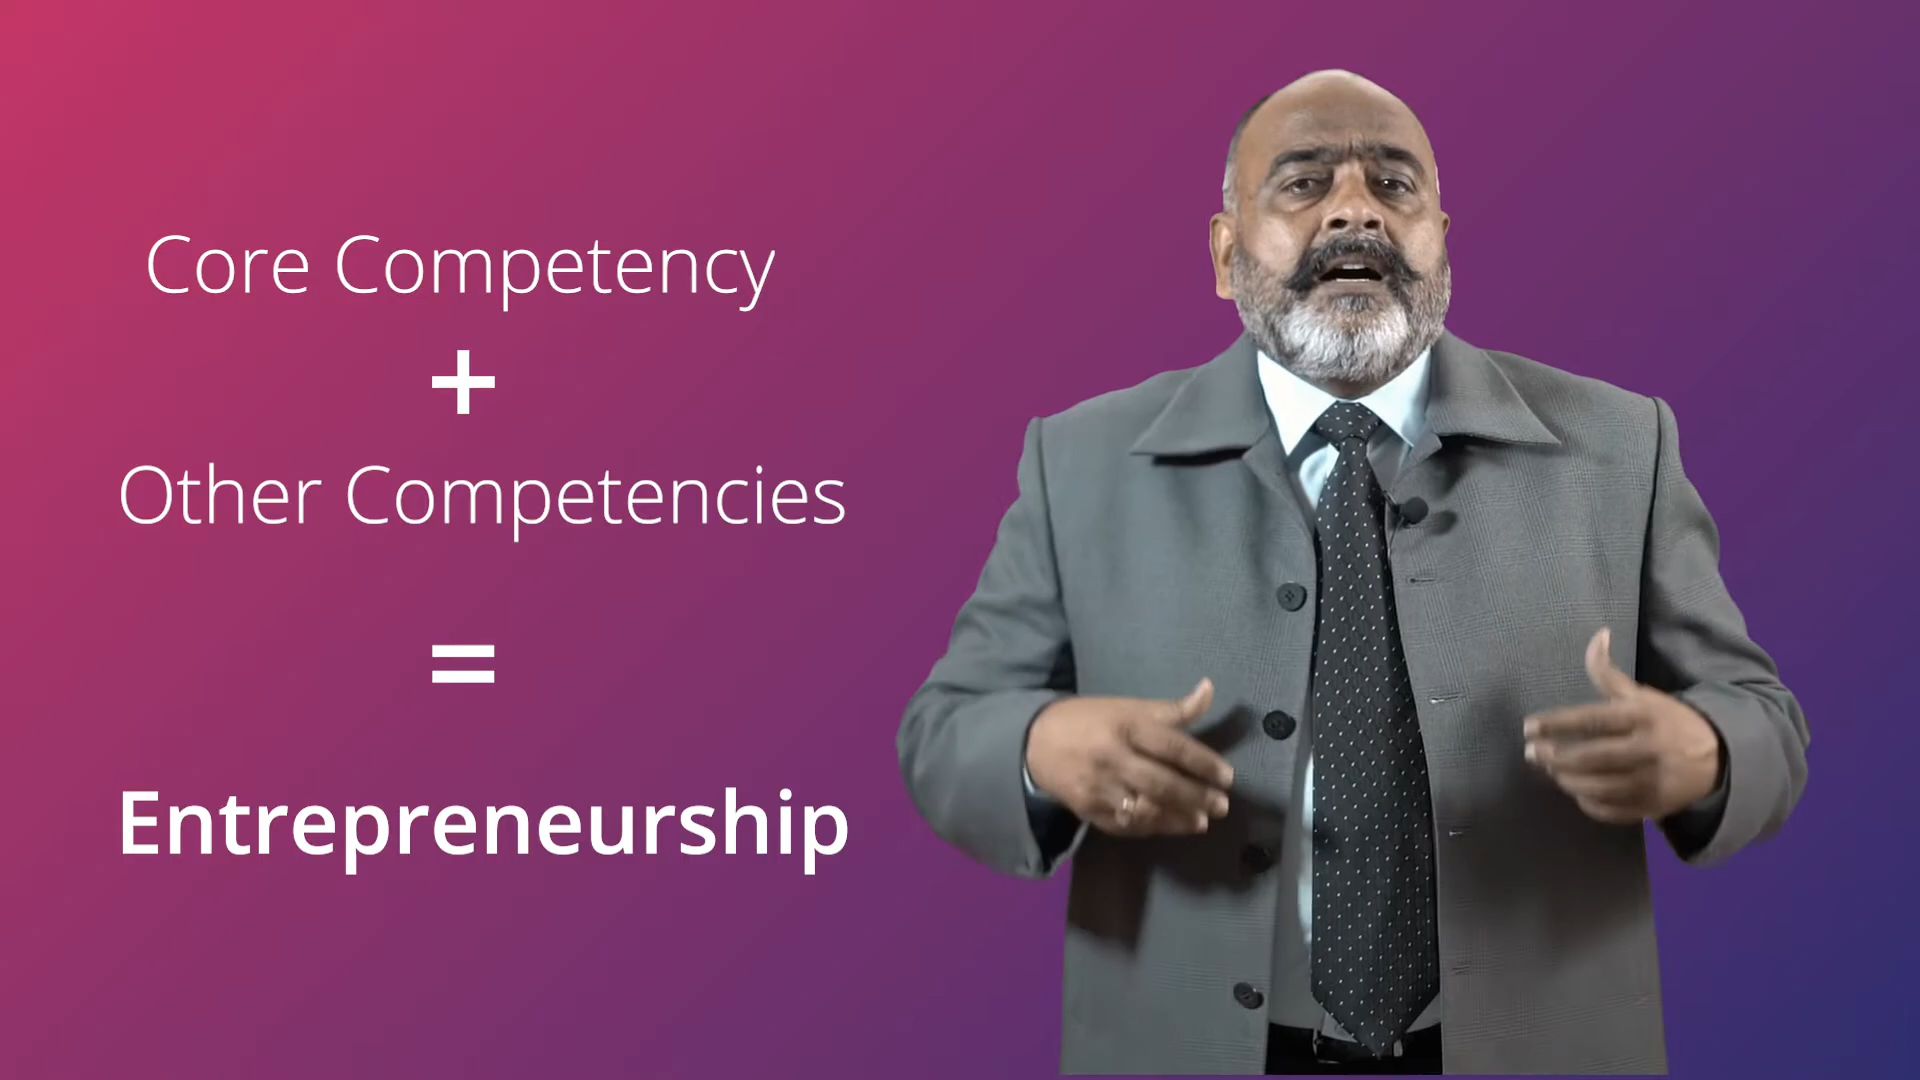 Core Competency
+
Other Competencies
=
Entrepreneurship